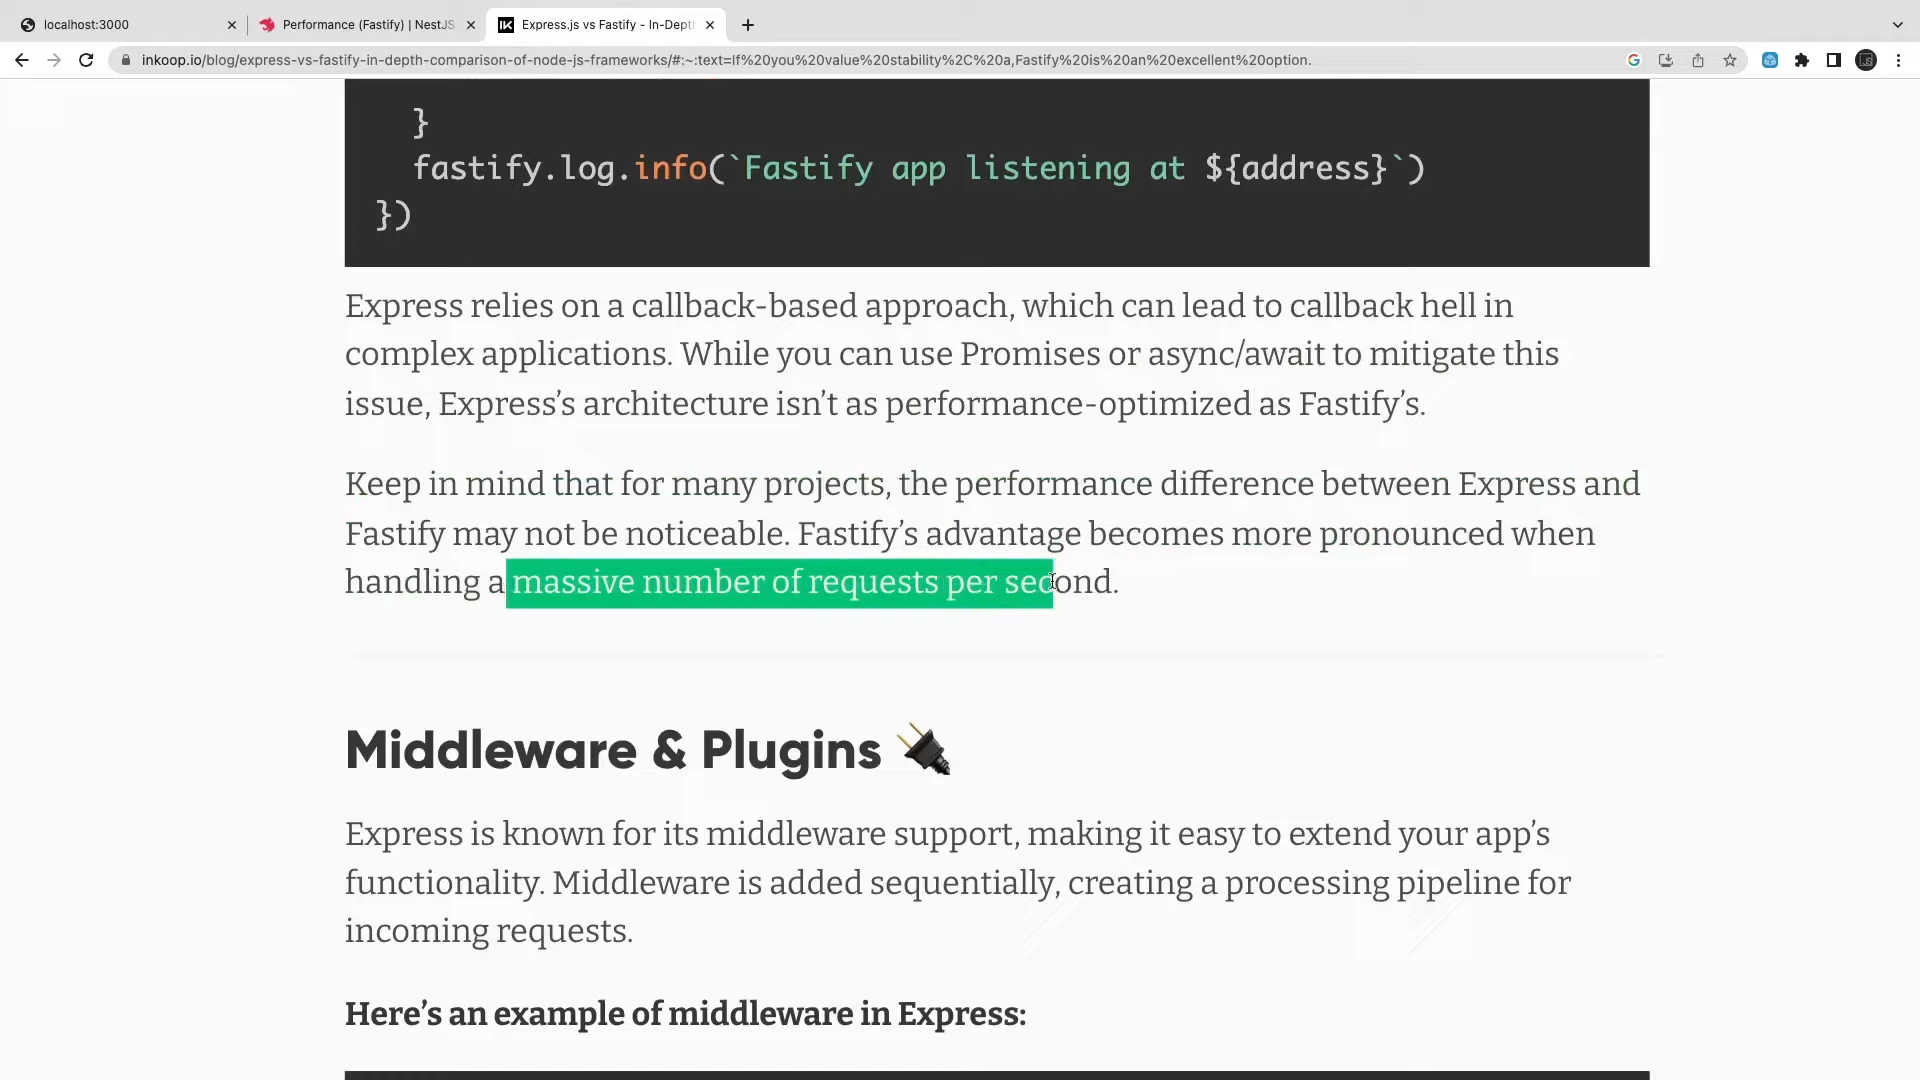 localhost:3000
Performance (Fastify) | NestJS
Express.js vs Fastify - In-Dept
inkoop.io/blog/express-vs-fastify-in-depth-comparison-of-node-js-frameworks/#:~:text=If%20you%20value%20stability%2C%20a,Fastify%20is%20an%20excellent%20option.
}
fastify.log.info(`Fastify app listening at ${address}`)
})
Express relies on a callback-based approach, which can lead to callback hell in
complex applications. While you can use Promises or async/await to mitigate this
issue, Express’s architecture isn’t as performance-optimized as Fastify’s.
Keep in mind that for many projects, the performance difference between Express and
Fastify may not be noticeable. Fastify’s advantage becomes more pronounced when
handling a massive number of requests per second.
Middleware & Plugins
Express is known for its middleware support, making it easy to extend your app’s
functionality. Middleware is added sequentially, creating a processing pipeline for
incoming requests.
Here’s an example of middleware in Express: